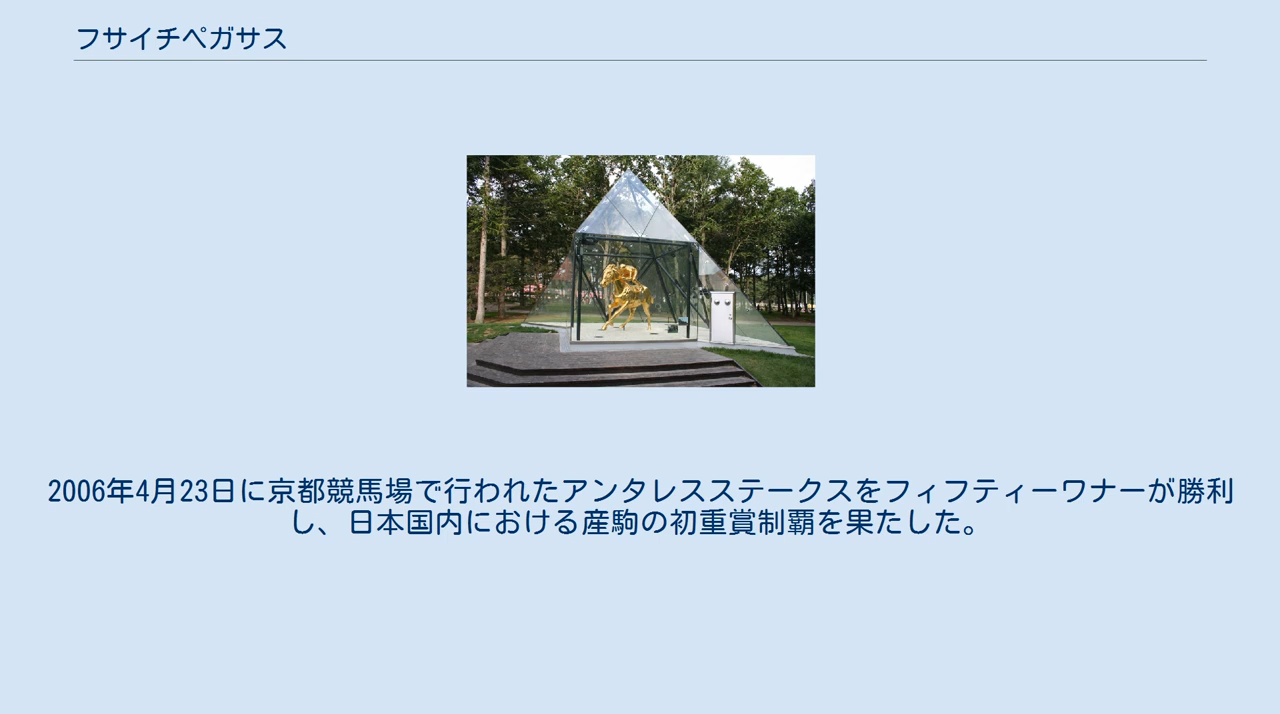 フサイチペガサス
2006年4月23日に京都競馬場で行われたアンタレスステークスをフィフティーワナーが勝利
し、日本国内における産駒の初重賞制覇を果たした。